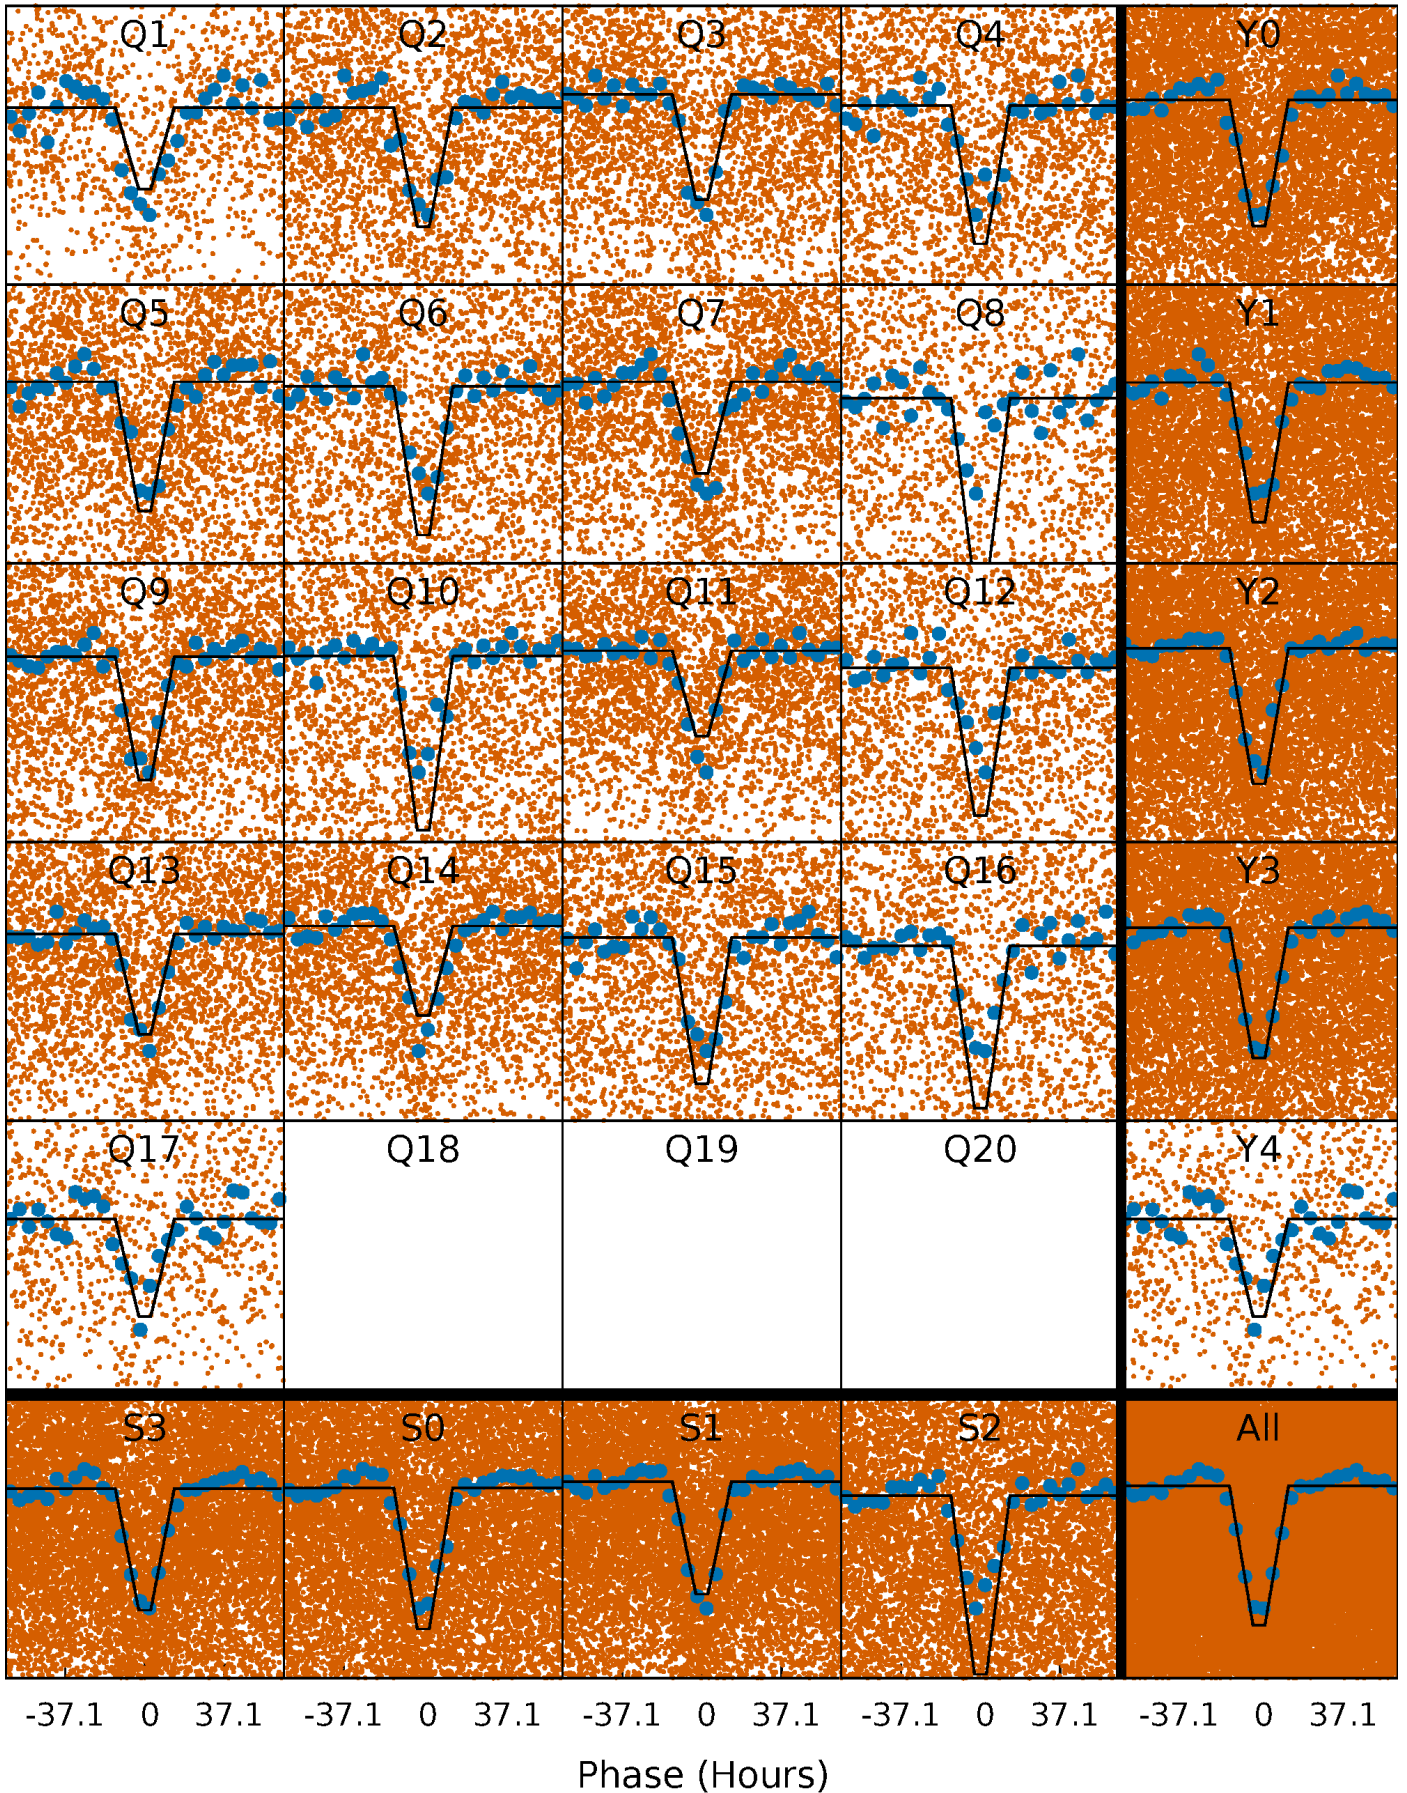 Q1 Q2 Q3 Q4 Y0
Q5 Q6 Q7 Q8 Y1
Q9 Q10 Q11 Q12 Y2
Q13 Q14 Q15 Q16 Y3
Q17 Q18 Q19 Q20 Y4
S3 S0 S1 S2 All
-37.1 0 37.1 -37.1 0 37.1 -37.1 0 37.1 -37.1 0 37.1 -37.1 0 37.1
Phase (Hours)